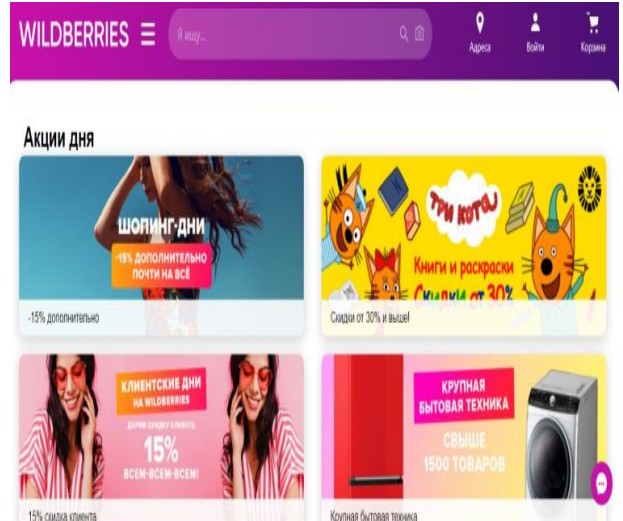 WILDBERRIES
Я ищу...
Адреса
Войти
Корзина
Акции дня
ШОПИНГ-ДНИ
-15% ДОПОЛНИТЕЛЬНО
ПОЧТИ НА ВСЁ
-15% дополнительно
ТРИ КОТА
Книги и раскраски
Скидки от 30%
Скидки от 30% и выше!
КЛИЕНТСКИЕ ДНИ
НА WILDBERRIES
ДАРИМ СКИДКУ КЛИЕНТА
15%
ВСЕМ-ВСЕМ-ВСЕМ!
15% скидка клиента
КРУПНАЯ
БЫТОВАЯ ТЕХНИКА
СВЫШЕ
1500 ТОВАРОВ
Крупная бытовая техника